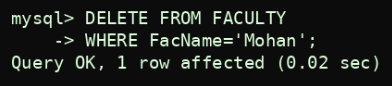 mysql> DELETE FROM FACULTY
    -> WHERE FacName='Mohan';
Query OK, 1 row affected (0.02 sec)